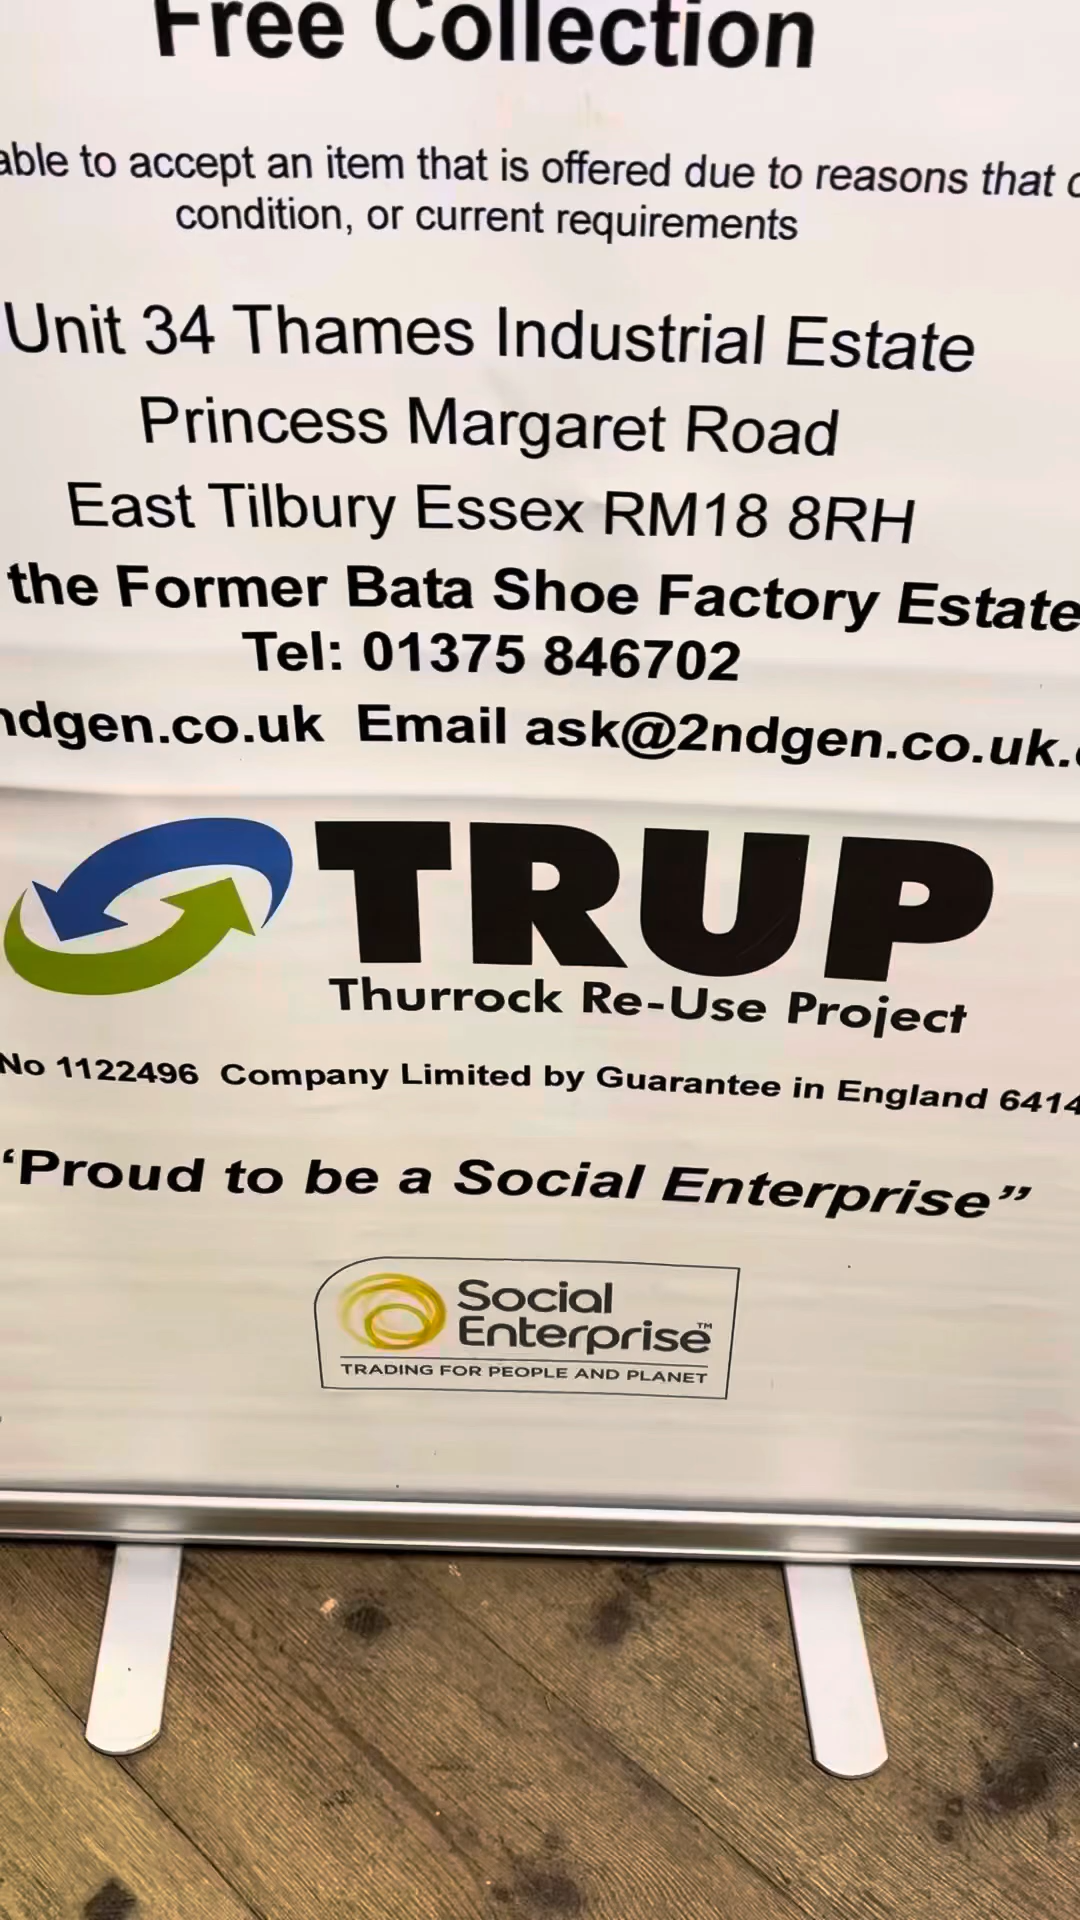 Free Collection
able to accept an item that is offered due to reasons that
condition, or current requirements
Unit 34 Thames Industrial Estate
Princess Margaret Road
East Tilbury Essex RM18 8RH
the Former Bata Shoe Factory Estate
Tel: 01375 846702
ndgen.co.uk Email ask@2ndgen.co.uk.
TRUP
Thurrock Re-Use Project
No 1122496 Company Limited by Guarantee in England 6414
“Proud to be a Social Enterprise”
Social
Enterprise™
TRADING FOR PEOPLE AND PLANET